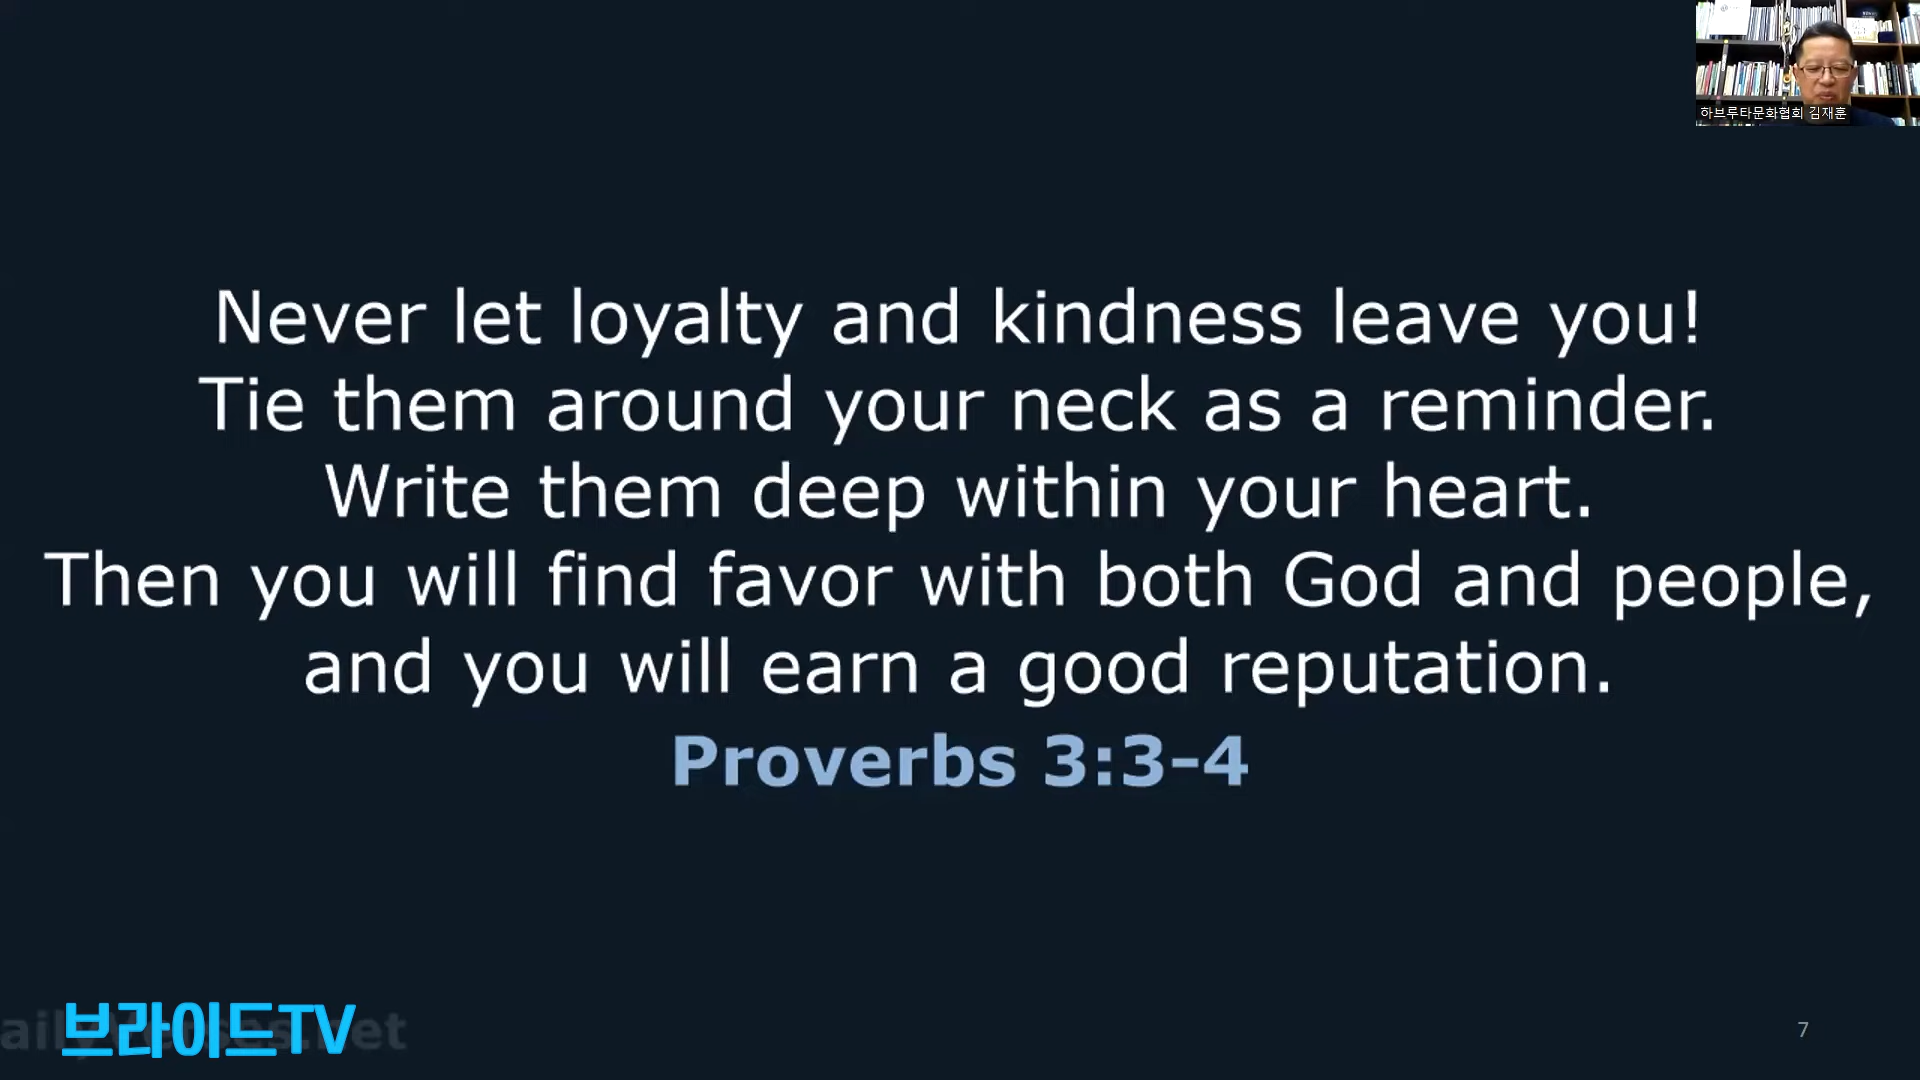 하브루타문화협회 김재훈
Never let loyalty and kindness leave you!
Tie them around your neck as a reminder.
Write them deep within your heart.
Then you will find favor with both God and people,
and you will earn a good reputation.
Proverbs 3:3-4
브라이드TV
7